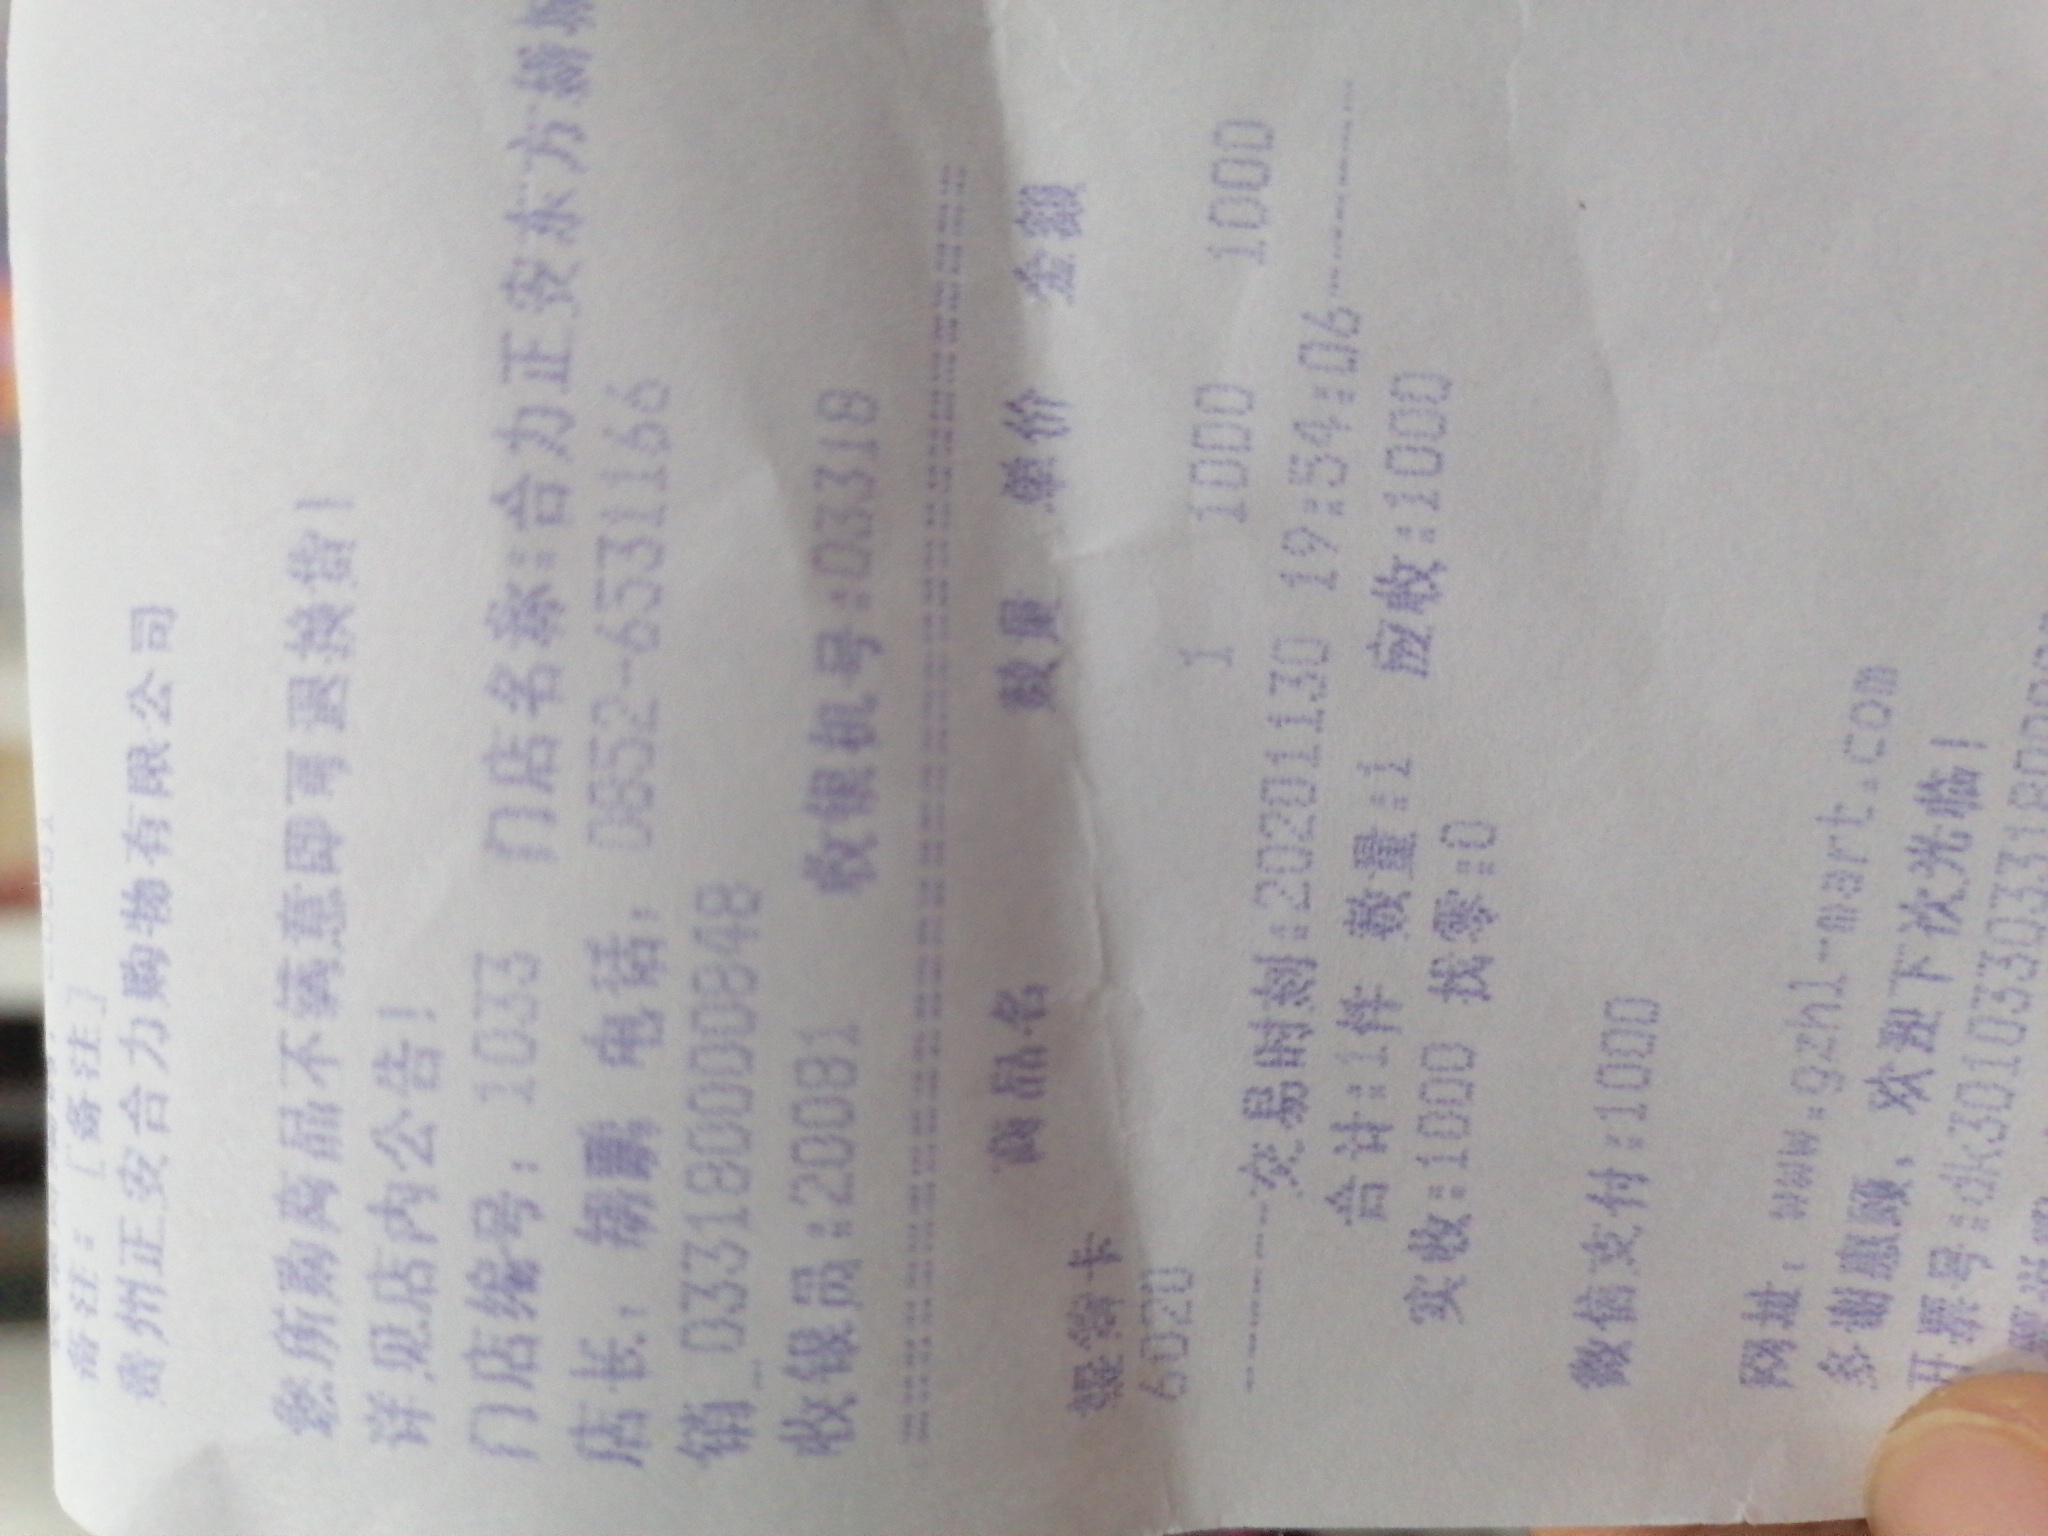 备注：[备注]
贵州正安合力购物有限公司
您所购商品不满意即可退换货！
详见店内公告！
门店编号：1033 门店名称:合力正安东方
店长： 电话：0852-6531166
销_0331800000848
收银员:20081 收银机号:03318
================================
商品名 数量 单价 金额
提货卡
6020 1 1000 1000
--------交易时刻:20201130 19:54:06--------
合计:1件 数量:1 应收:1000
实收:1000 找零:0
微信支付:1000
网址：www.gzhl-mart.com
多谢惠顾，欢迎下次光临！
开票号:dk30103303318000